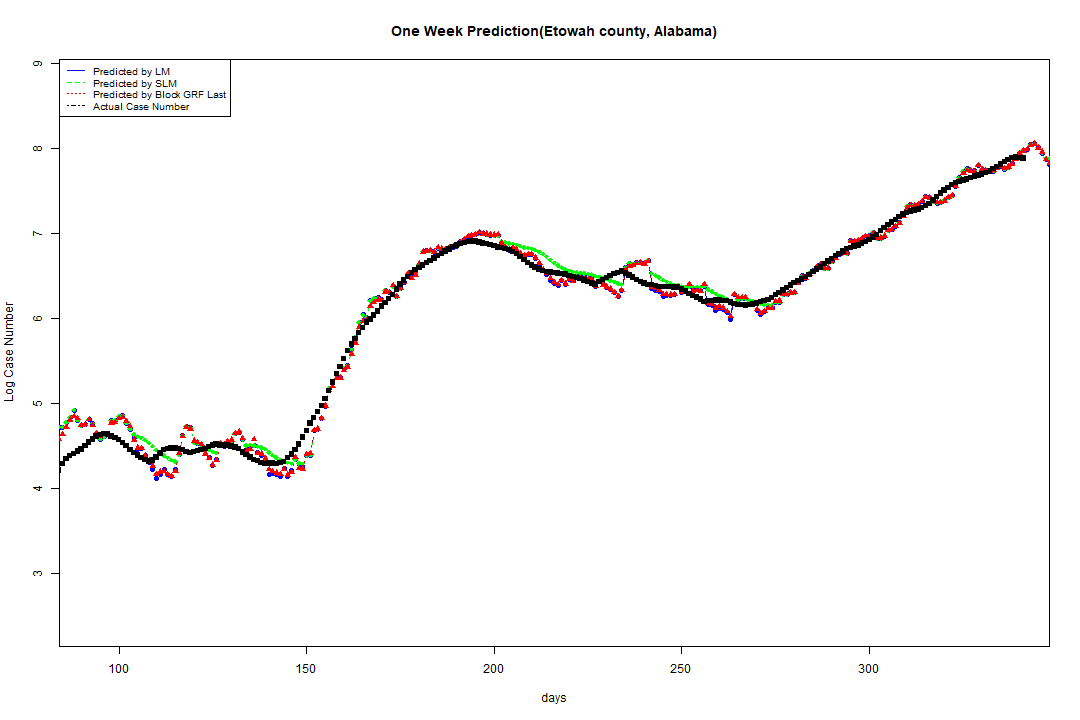 One Week Prediction(Etowah county, Alabama)
Predicted by LM
Predicted by SLM
Predicted by Block GRF Last
Actual Case Number
Log Case Number
9
8
7
6
5
4
3
100 150 200 250 300
days